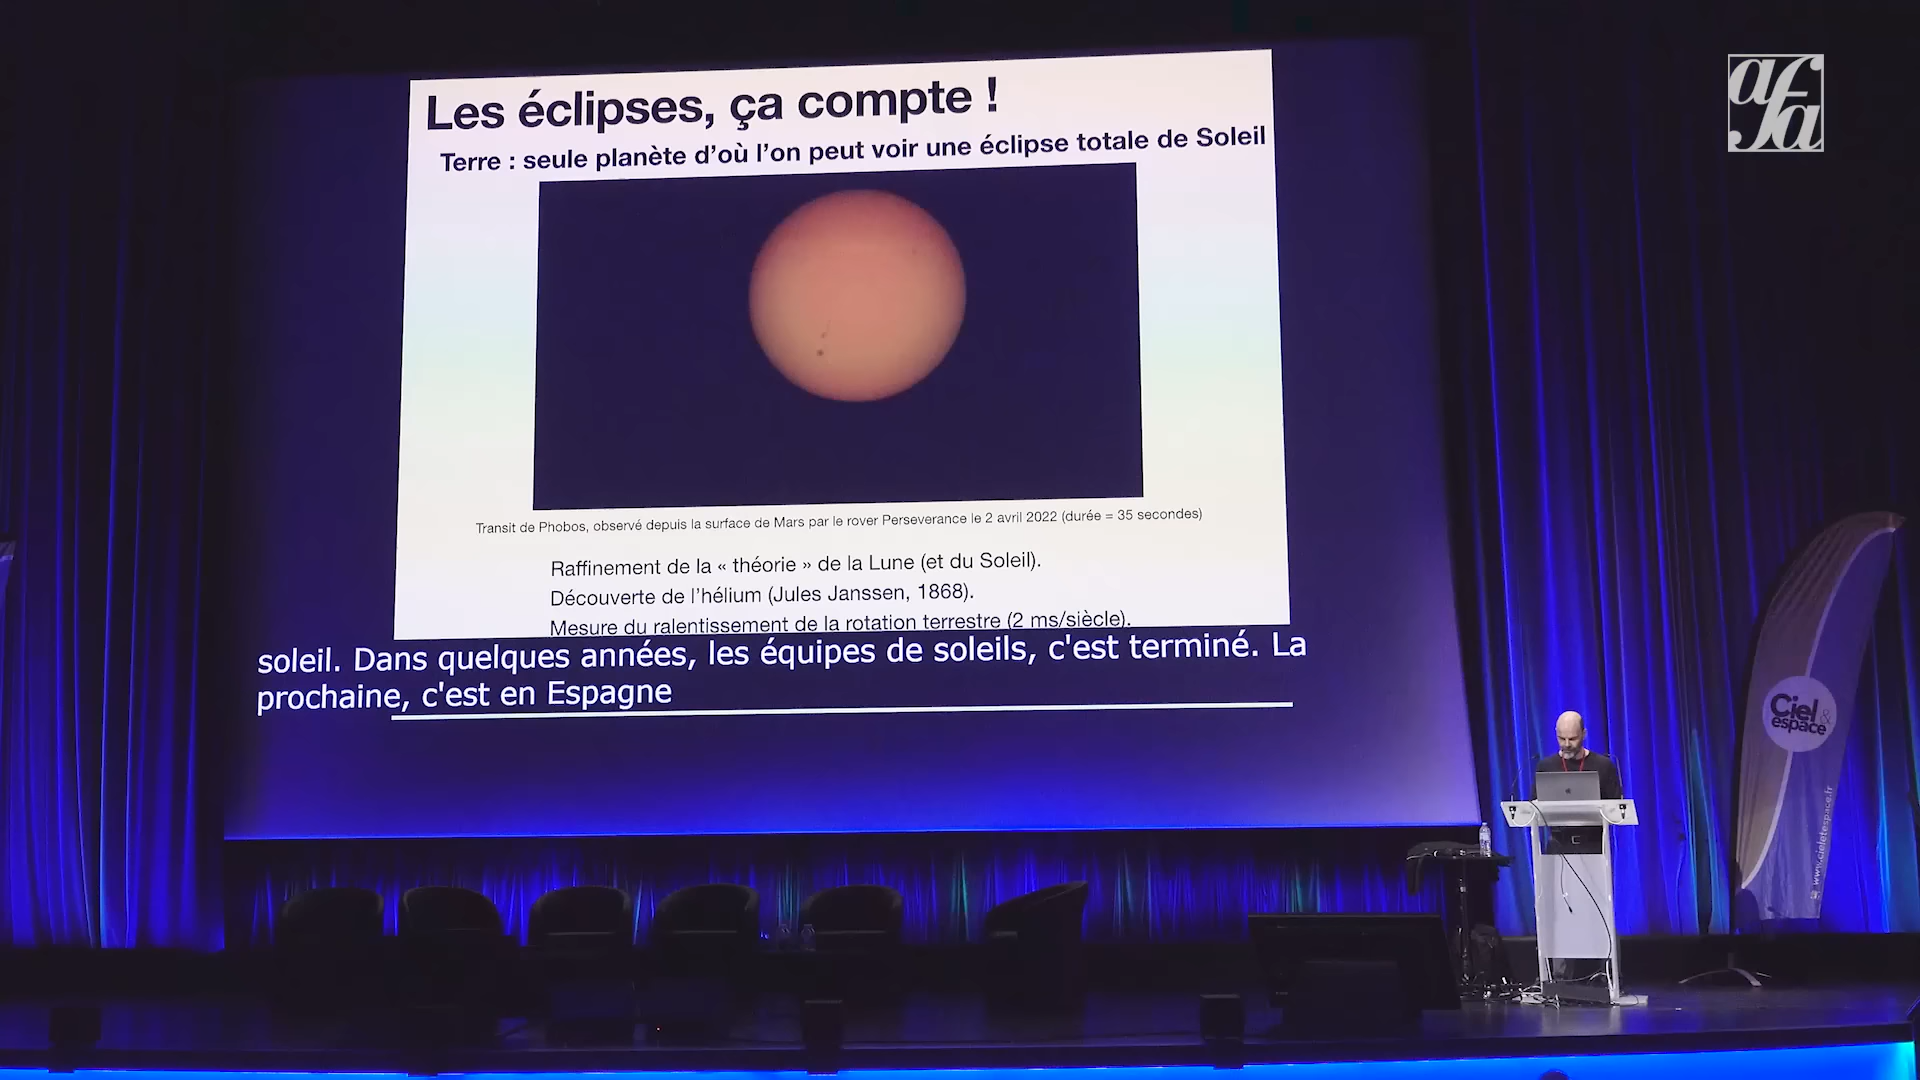 Les éclipses, ça compte !
Terre : seule planète d'où l'on peut voir une éclipse totale de Soleil
Transit de Phobos, observé depuis la surface de Mars par le rover Perseverance le 2 avril 2022 (durée = 35 secondes)
Raffinement de la « théorie » de la Lune (et du Soleil).
Découverte de l'hélium (Jules Janssen, 1868).
Mesure du ralentissement de la rotation terrestre (2 ms/siècle).
soleil. Dans quelques années, les équipes de soleils, c'est terminé. La
prochaine, c'est en Espagne
afa
Ciel &
espace
www.cieletespace.fr